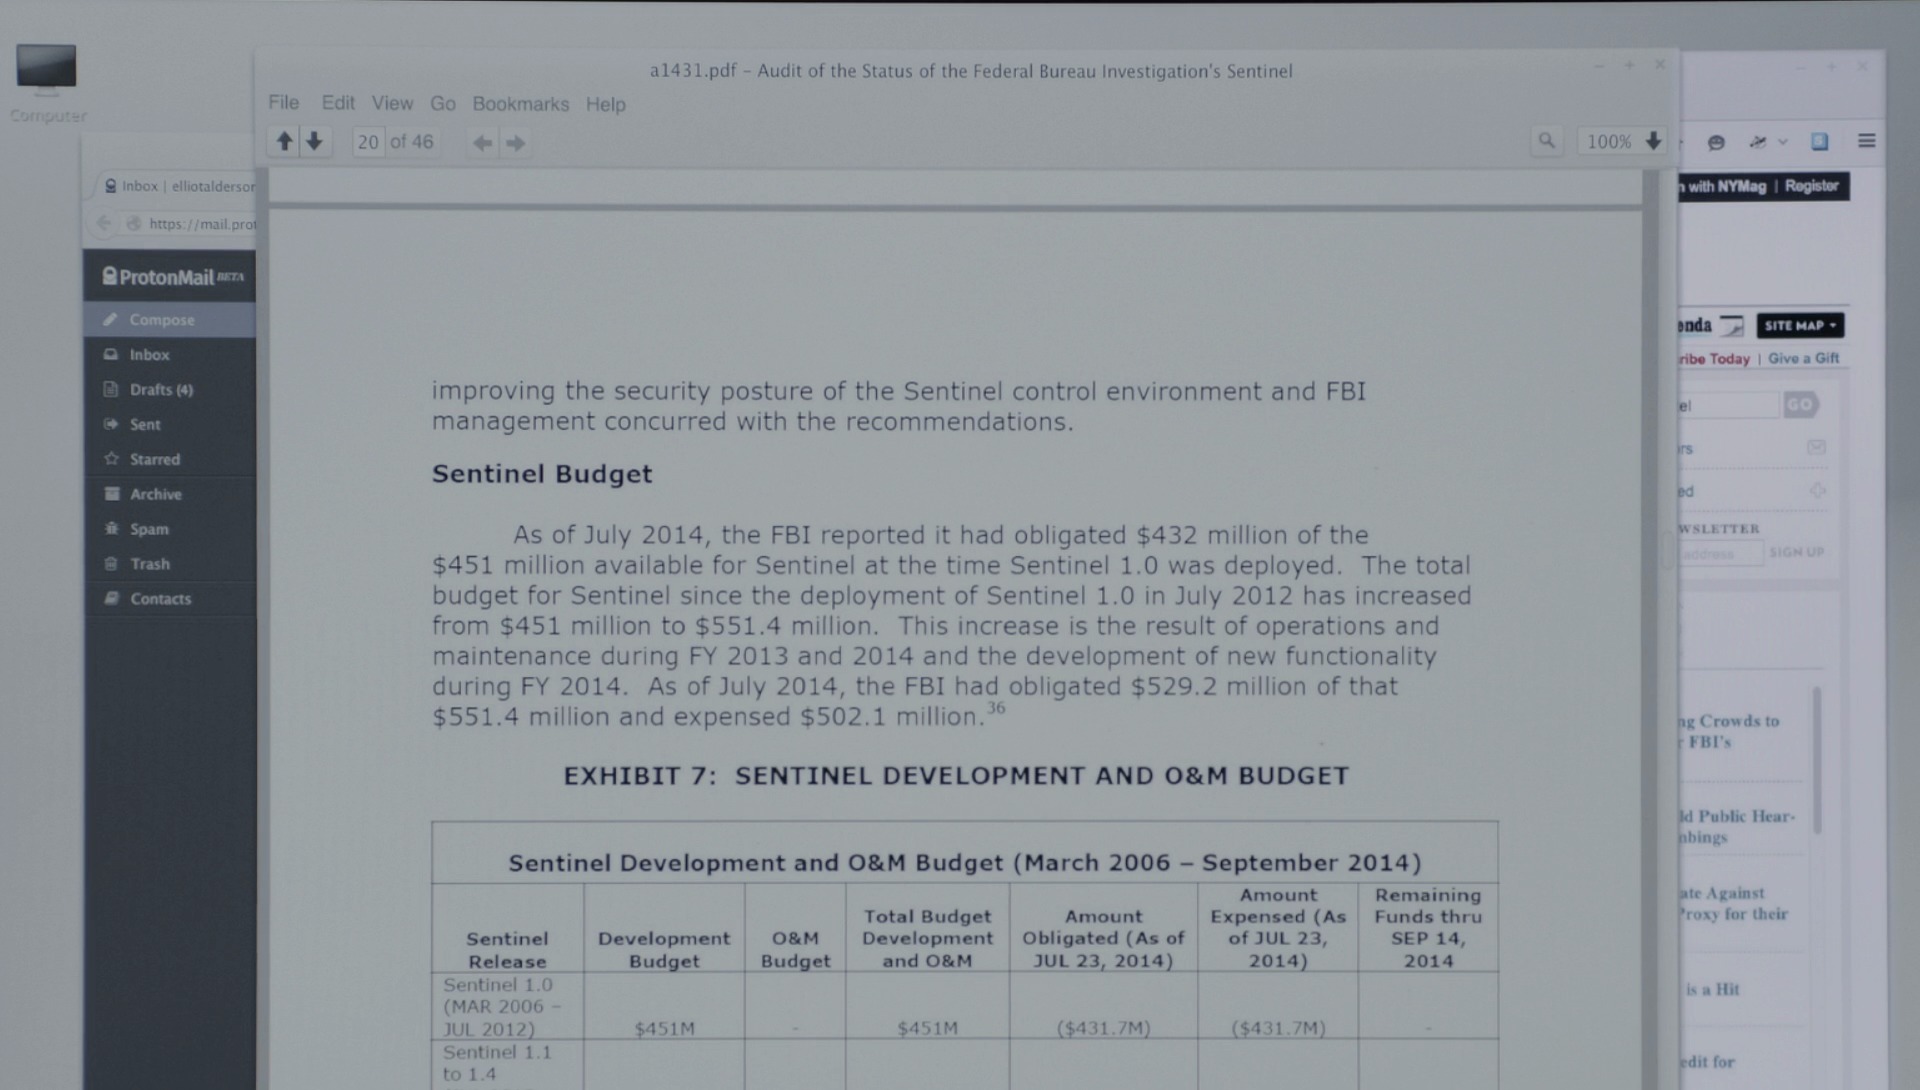 Computer
a1431.pdf – Audit of the Status of the Federal Bureau Investigation's Sentinel
File Edit View Go Bookmarks Help
20 of 46
100%
Inbox | elliotalderson
https://mail.prot
ProtonMail BETA
Compose
Inbox
Drafts (4)
Sent
Starred
Archive
Spam
Trash
Contacts
improving the security posture of the Sentinel control environment and FBI
management concurred with the recommendations.
Sentinel Budget
As of July 2014, the FBI reported it had obligated $432 million of the
$451 million available for Sentinel at the time Sentinel 1.0 was deployed. The total
budget for Sentinel since the deployment of Sentinel 1.0 in July 2012 has increased
from $451 million to $551.4 million. This increase is the result of operations and
maintenance during FY 2013 and 2014 and the development of new functionality
during FY 2014. As of July 2014, the FBI had obligated $529.2 million of that
$551.4 million and expensed $502.1 million.36
EXHIBIT 7: SENTINEL DEVELOPMENT AND O&M BUDGET
Sentinel Development and O&M Budget (March 2006 – September 2014)
Sentinel
Release
Development
Budget
O&M
Budget
Total Budget
Development
and O&M
Amount
Obligated (As of
JUL 23, 2014)
Amount
Expensed (As
of JUL 23,
2014)
Remaining
Funds thru
SEP 14,
2014
Sentinel 1.0
(MAR 2006 –
JUL 2012) $451M - $451M ($431.7M) ($431.7M) -
Sentinel 1.1
to 1.4
with NYMag | Register
enda
SITE MAP
ribe Today | Give a Gift
el GO
rs
ed
WSLETTER
address SIGN UP
ng Crowds to
r FBI's
ld Public Hear-
mbings
ate Against
Proxy for their
is a Hit
edit for